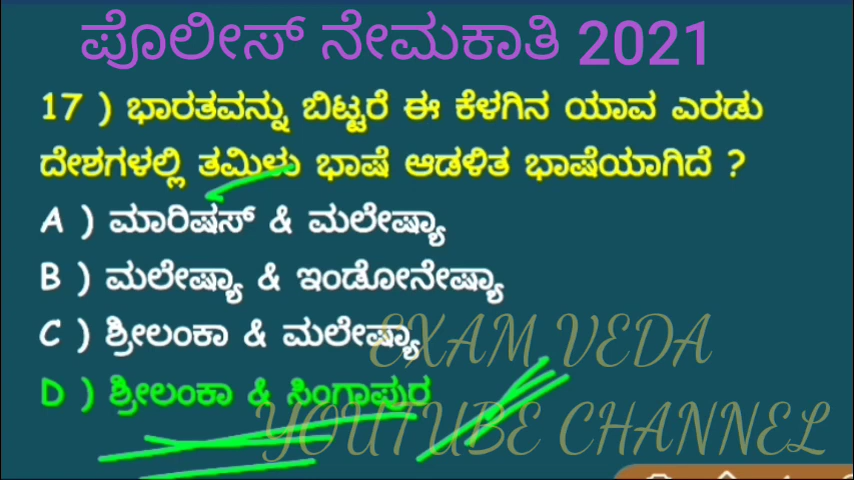 ಪೊಲೀಸ್ ನೇಮಕಾತಿ 2021
17 ) ಭಾರತವನ್ನು ಬಿಟ್ಟರೆ ಈ ಕೆಳಗಿನ ಯಾವ ಎರಡು
ದೇಶಗಳಲ್ಲಿ ತಮಿಳು ಭಾಷೆ ಆಡಳಿತ ಭಾಷೆಯಾಗಿದೆ ?
A ) ಮಾರಿಷಸ್ & ಮಲೇಷ್ಯಾ
B ) ಮಲೇಷ್ಯಾ & ಇಂಡೋನೇಷ್ಯಾ
C ) ಶ್ರೀಲಂಕಾ & ಮಲೇಷ್ಯಾ
EXAM VEDA
D ) ಶ್ರೀಲಂಕಾ & ಸಿಂಗಾಪುರ
YOUTUBE CHANNEL